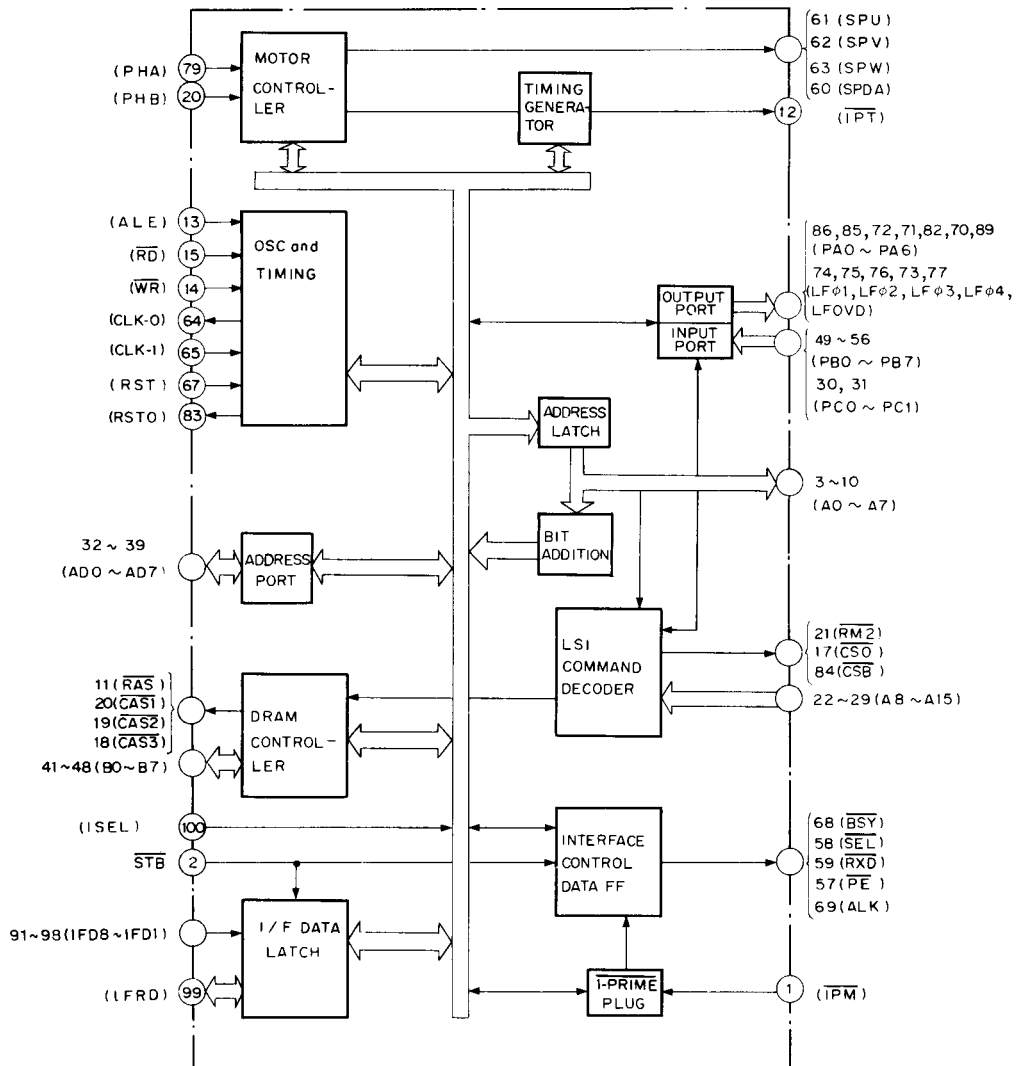 61 (SPU)
62 (SPV)
63 (SPW)
60 (SPDA)
(PHA) 79
(PHB) 20
MOTOR
CONTROL-
LER
TIMING
GENERA-
TOR
12
(IPT)
(ALE) 13
(RD) 15
(WR) 14
(CLK-0) 64
(CLK-1) 65
(RST) 67
(RSTO) 83
OSC and
TIMING
86, 85, 72, 71, 82, 70, 89
(PA0 ~ PA6)
74, 75, 76, 73, 77
(LFφ1, LFφ2, LFφ3, LFφ4,
LFOVD)
OUTPUT
PORT
INPUT
PORT
49 ~ 56
(PB0 ~ PB7)
30, 31
(PC0 ~ PC1)
ADDRESS
LATCH
3~10
(A0 ~ A7)
BIT
ADDITION
32 ~ 39
(AD0 ~ AD7)
ADDRESS
PORT
LSI
COMMAND
DECODER
21 (RM2)
17 (CSO)
84 (CSB)
22~29 (A8 ~ A15)
11 (RAS)
20 (CAS1)
19 (CAS2)
18 (CAS3)
41~48 (B0~B7)
DRAM
CONTROL-
LER
(ISEL) 100
STB 2
INTERFACE
CONTROL
DATA FF
68 (BSY)
58 (SEL)
59 (RXD)
57 (PE)
69 (ALK)
91~98 (IFD8~IFD1)
(IFRD) 99
I/F DATA
LATCH
I-PRIME
PLUG
1
(IPM)